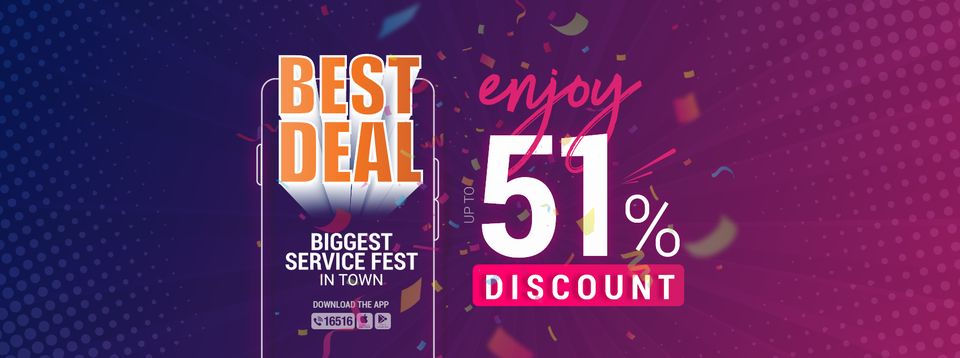 BEST
DEAL
BIGGEST
SERVICE FEST
IN TOWN
DOWNLOAD THE APP
16516
enjoy
UP TO
51%
DISCOUNT